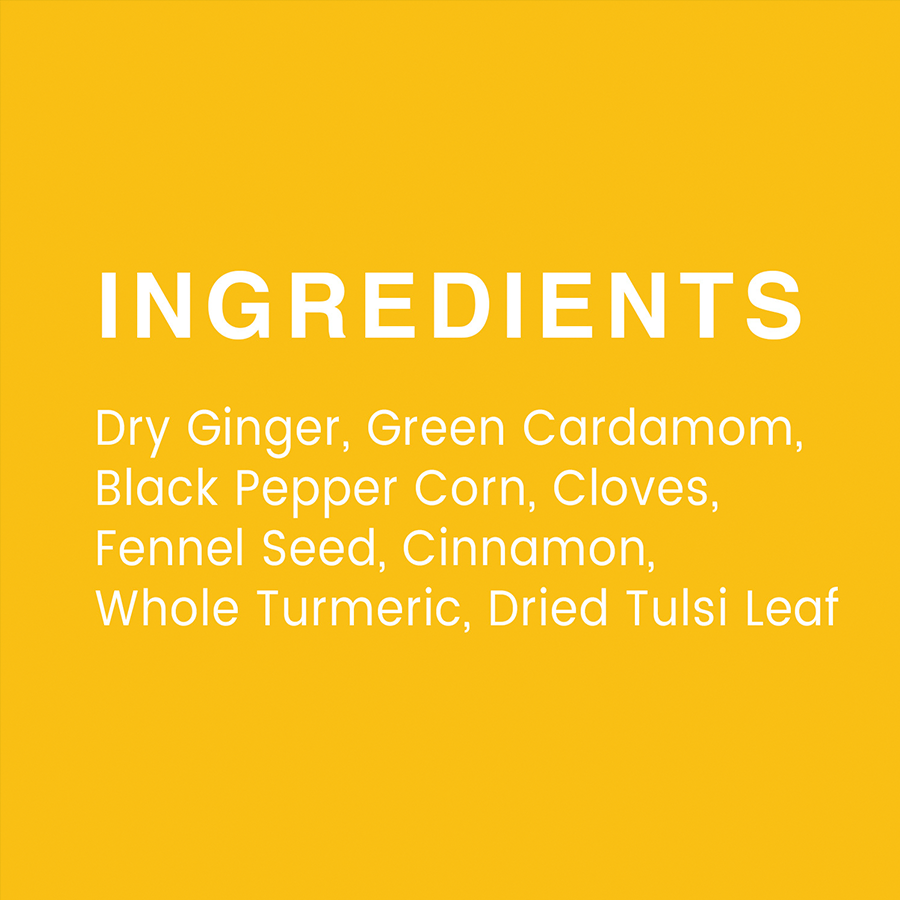 INGREDIENTS
Dry Ginger, Green Cardamom,
Black Pepper Corn, Cloves,
Fennel Seed, Cinnamon,
Whole Turmeric, Dried Tulsi Leaf